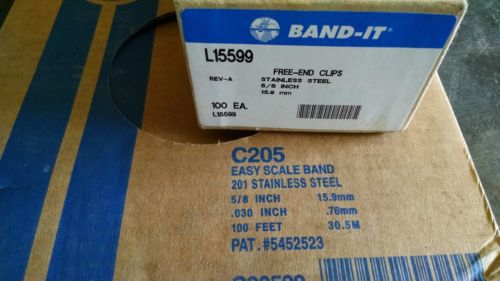 BAND-IT®
L15599
FREE-END CLIPS
REV-A STAINLESS STEEL
5/8 INCH
15.9 mm
100 EA.
L15599
C205
EASY SCALE BAND
201 STAINLESS STEEL
5/8 INCH 15.9mm
.030 INCH .76mm
100 FEET 30.5M
PAT.#5452523